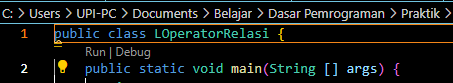 C: > Users > UPI-PC > Documents > Belajar > Dasar Pemrograman > Praktik >
1 public class LOperatorRelasi {
Run | Debug
2 public static void main(String [] args) {